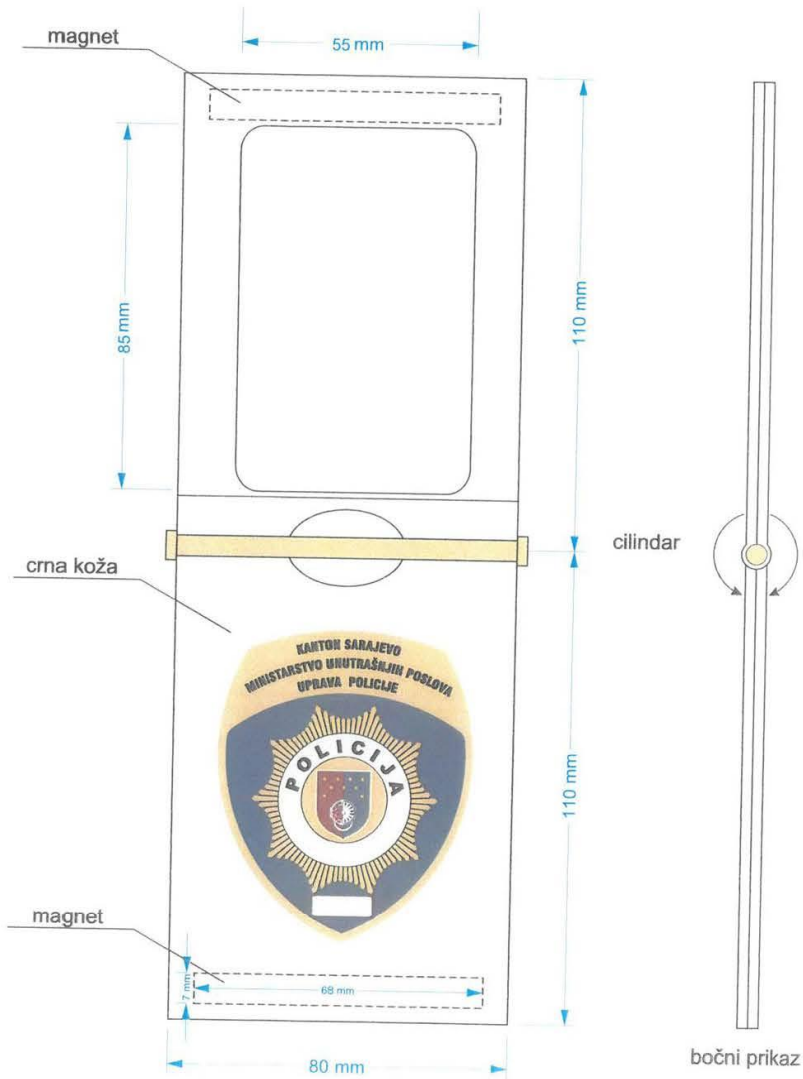 magnet
55 mm
85 mm
110 mm
cilindar
crna koža
KANTON SARAJEVO
MINISTARSTVO UNUTRAŠNJIH POSLOVA
UPRAVA POLICIJE
POLICIJA
110 mm
magnet
7 mm
68 mm
80 mm
bočni prikaz